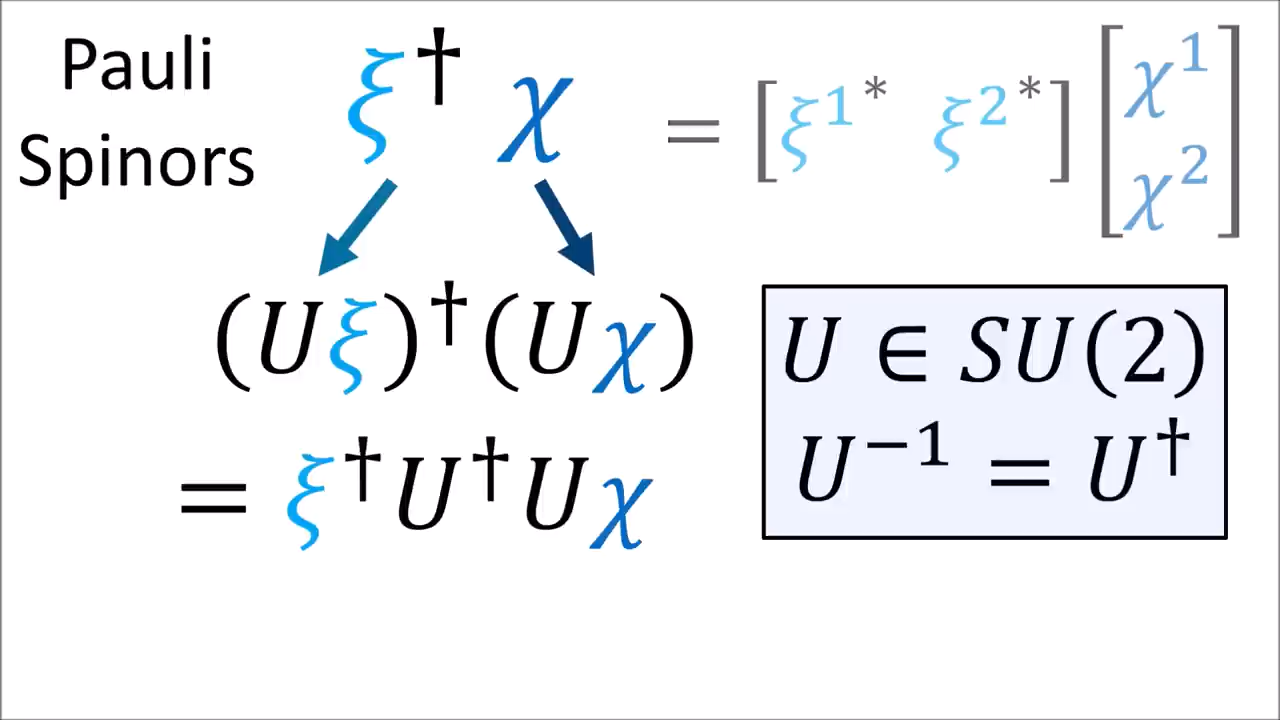 Pauli
Spinors
ξ† χ = [ξ¹* ξ²*] [χ¹ χ²]
(Uξ)†(Uχ)
= ξ†U†Uχ
U ∈ SU(2)
U⁻¹ = U†